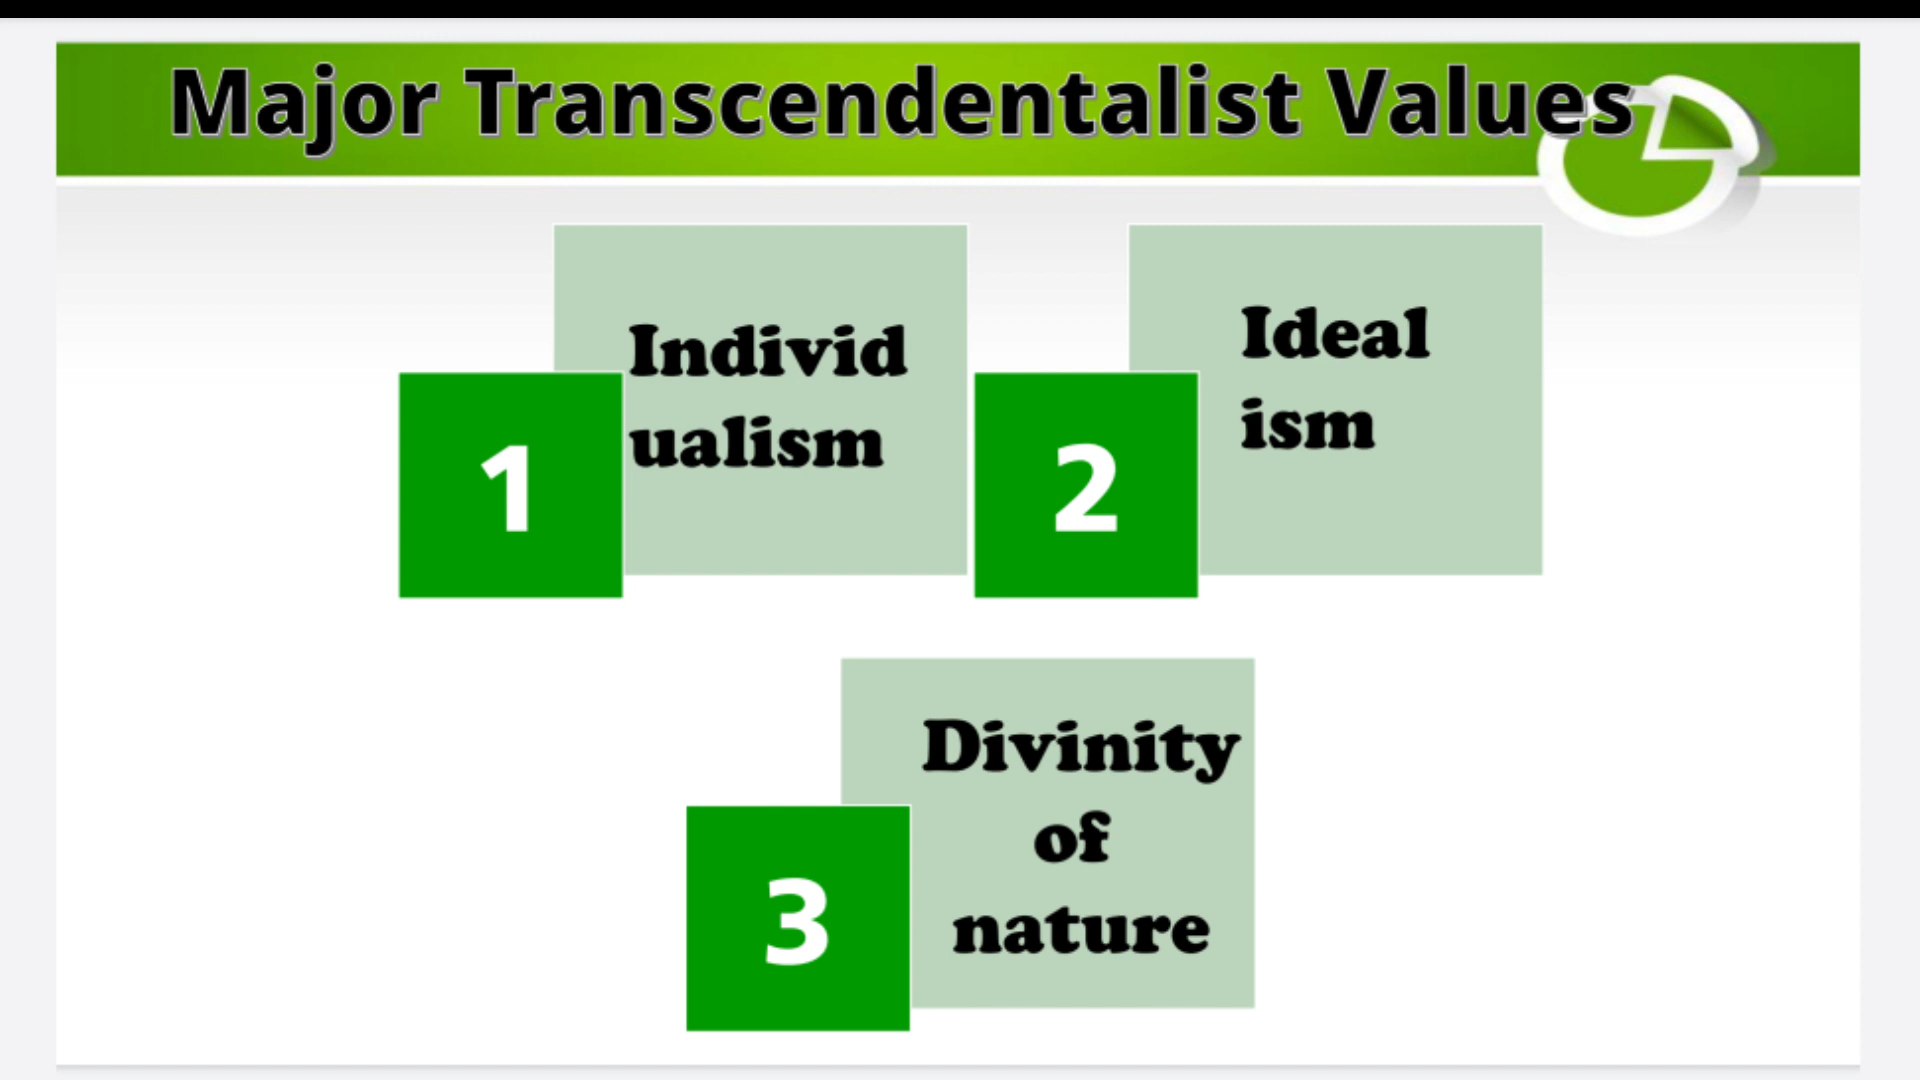 Major Transcendentalist Values
Individ
ualism
1
Ideal
ism
2
Divinity
of
nature
3